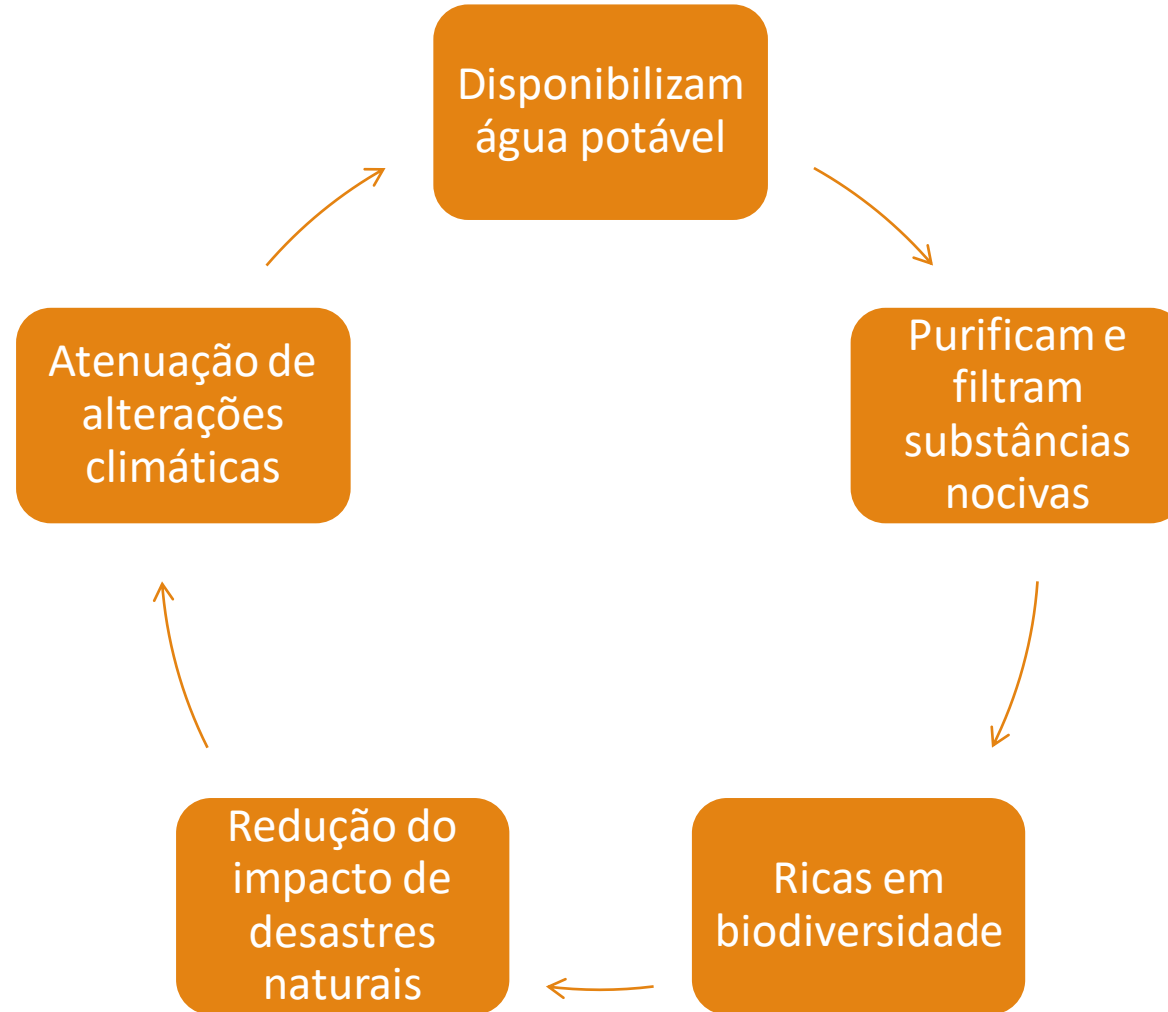 Disponibilizam
água potável
Purificam e
filtram
substâncias
nocivas
Ricas em
biodiversidade
Redução do
impacto de
desastres
naturais
Atenuação de
alterações
climáticas